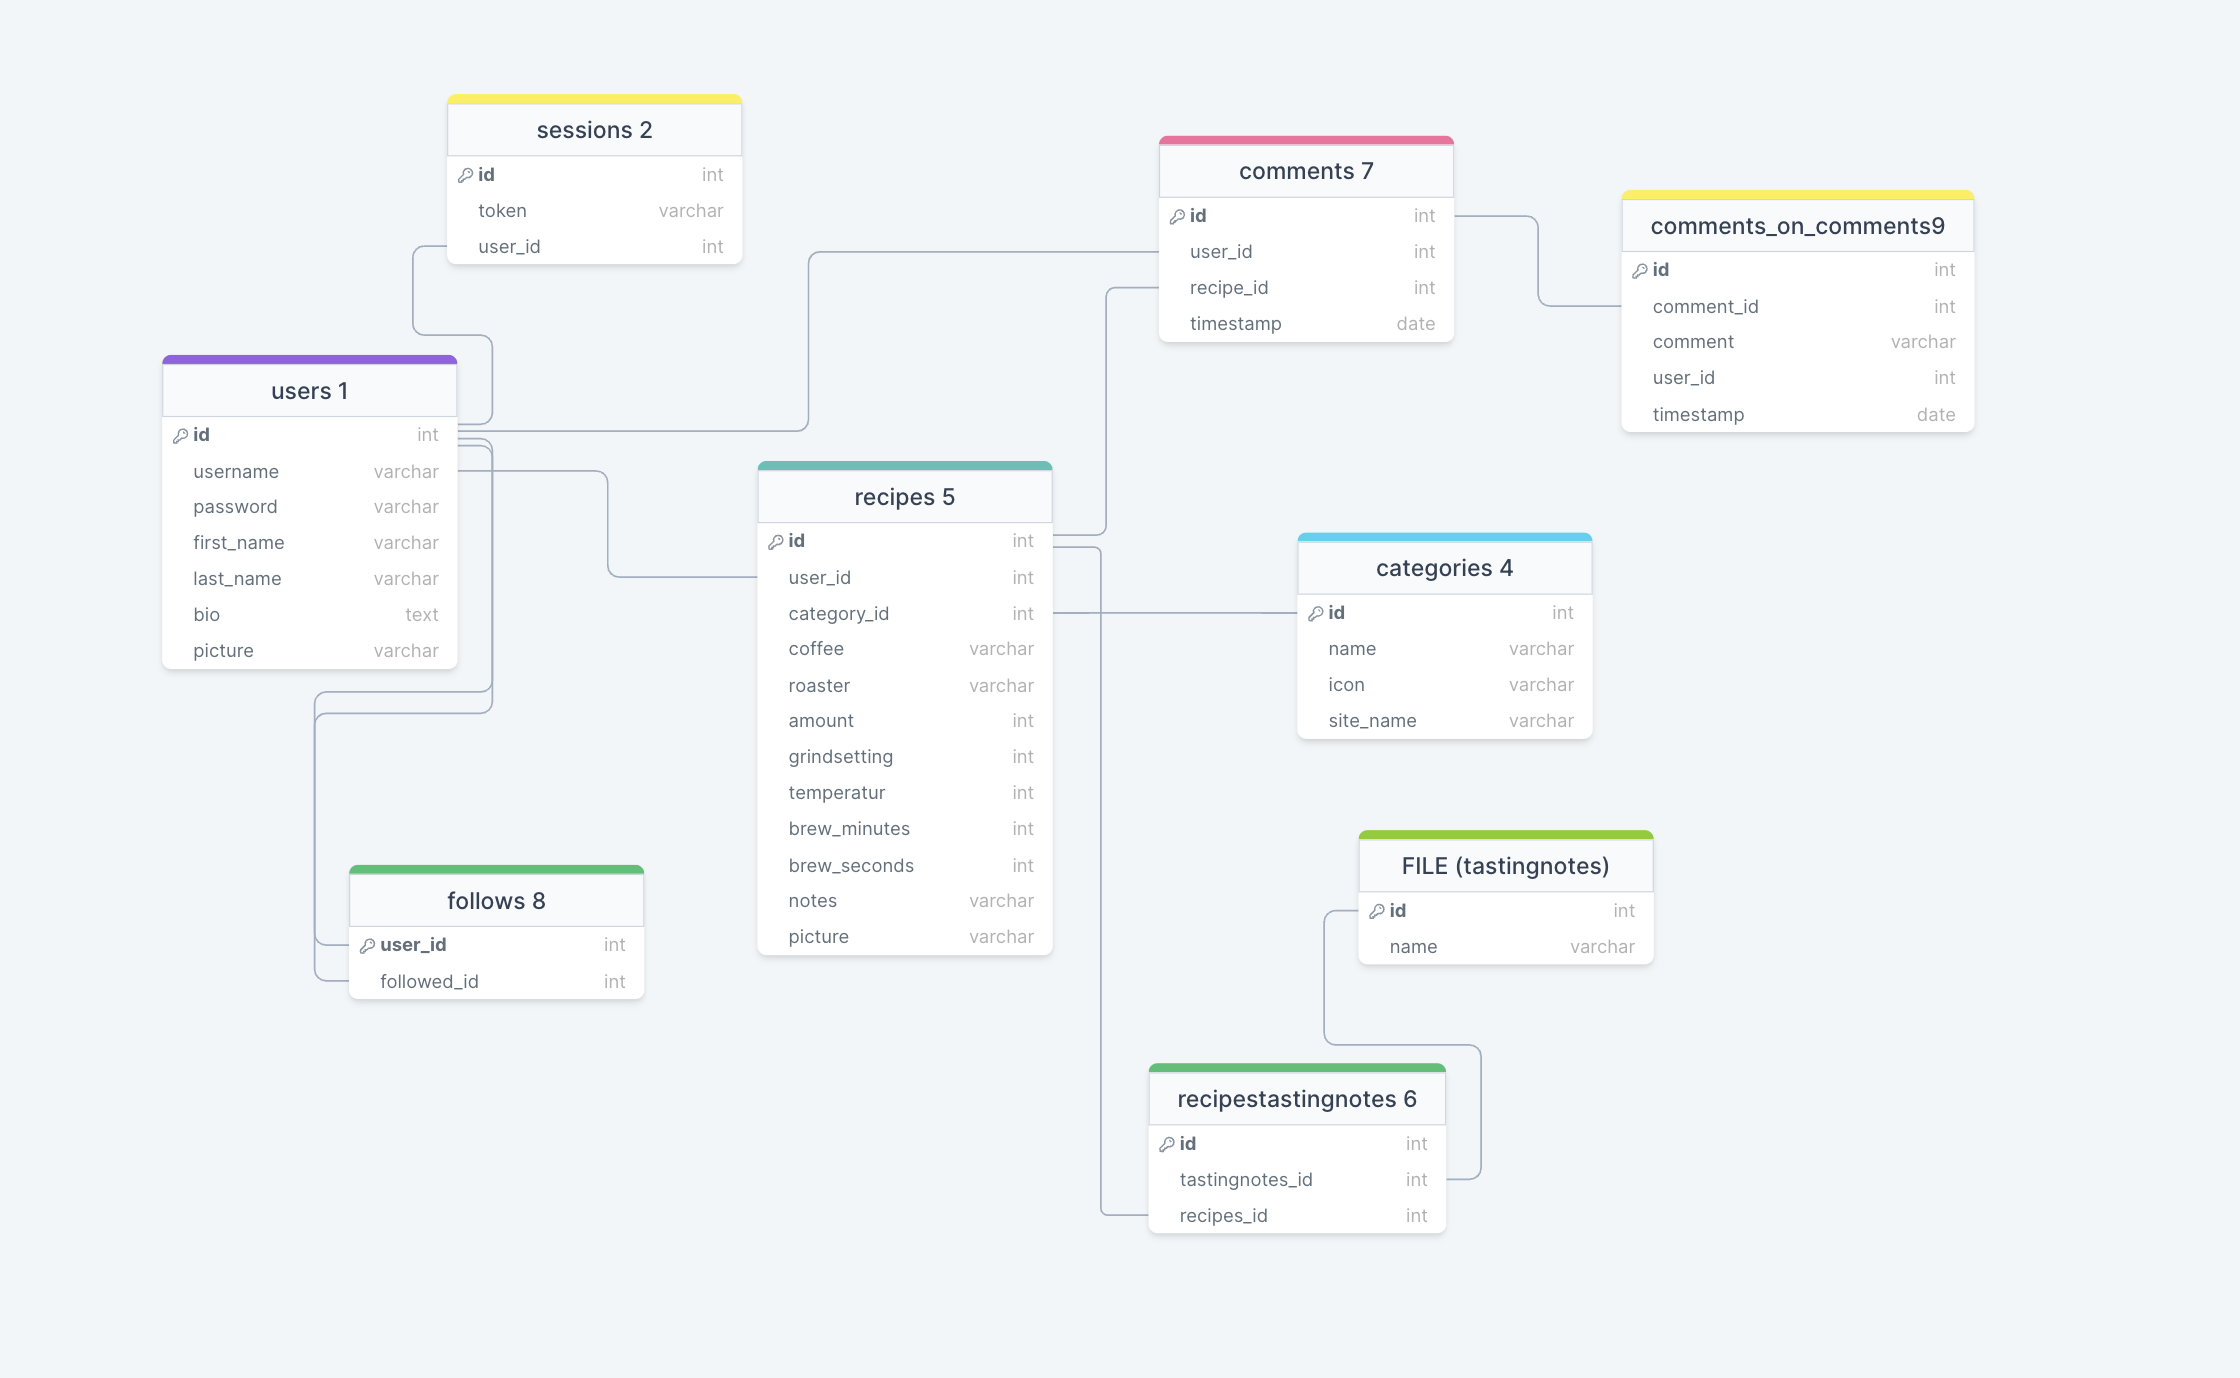 sessions 2
id int
token varchar
user_id int
users 1
id int
username varchar
password varchar
first_name varchar
last_name varchar
bio text
picture varchar
follows 8
user_id int
followed_id int
recipes 5
id int
user_id int
category_id int
coffee varchar
roaster varchar
amount int
grindsetting int
temperatur int
brew_minutes int
brew_seconds int
notes varchar
picture varchar
comments 7
id int
user_id int
recipe_id int
timestamp date
comments_on_comments9
id int
comment_id int
comment varchar
user_id int
timestamp date
categories 4
id int
name varchar
icon varchar
site_name varchar
FILE (tastingnotes)
id int
name varchar
recipestastingnotes 6
id int
tastingnotes_id int
recipes_id int